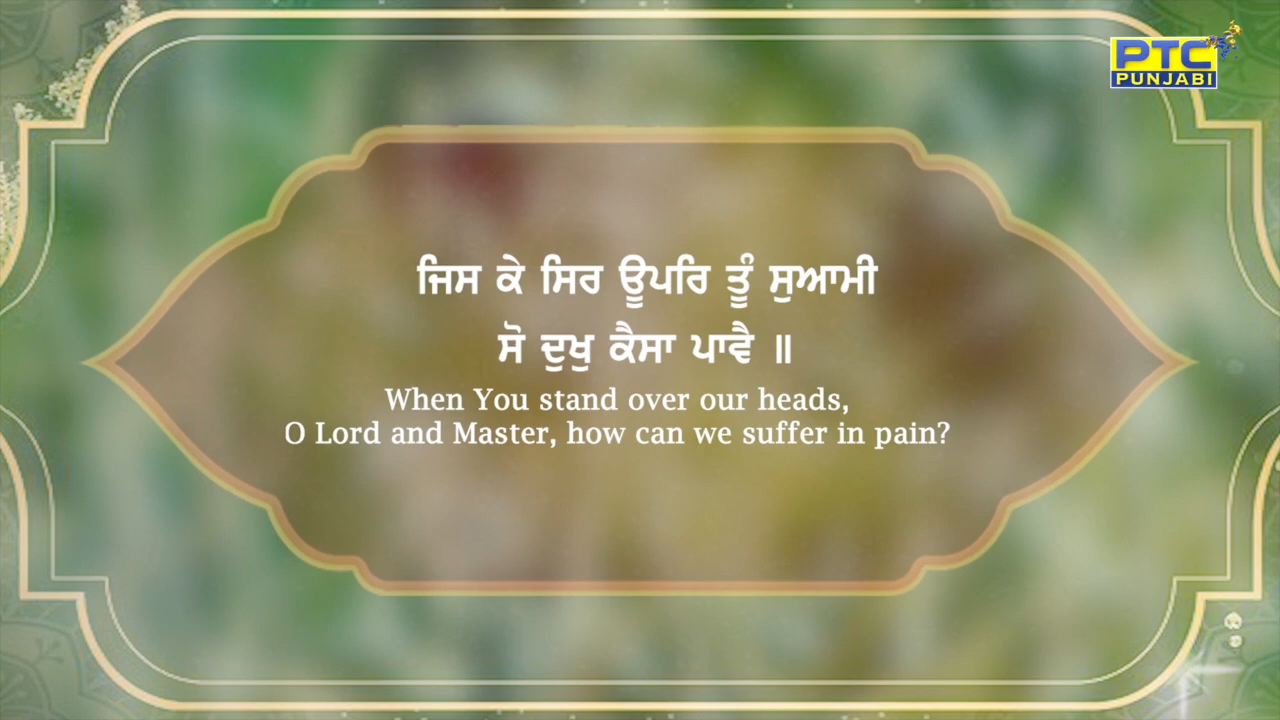 PTC
PUNJABI
ਜਿਸ ਕੇ ਸਿਰ ਊਪਰਿ ਤੂੰ ਸੁਆਮੀ
ਸੋ ਦੁਖੁ ਕੈਸਾ ਪਾਵੈ ॥
When You stand over our heads,
O Lord and Master, how can we suffer in pain?